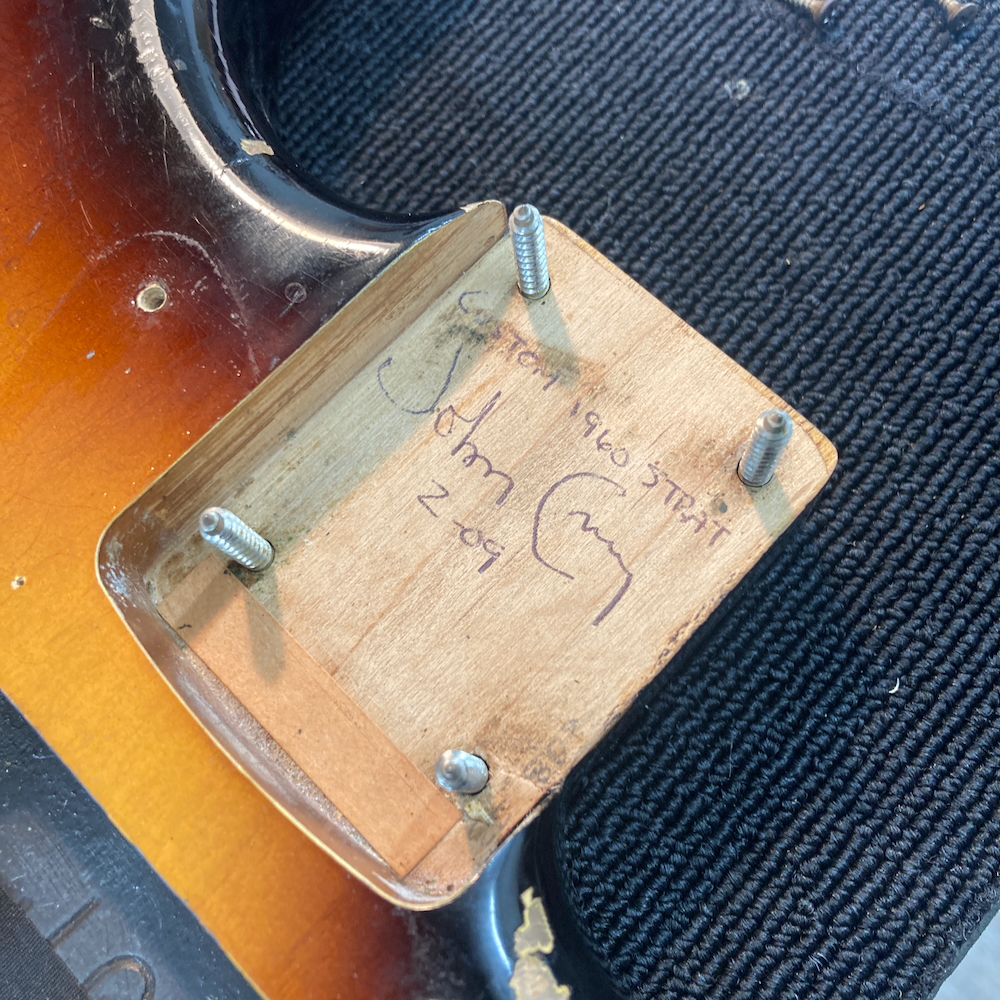 CUSTOM 1960 STRAT
John Cruz
2-09